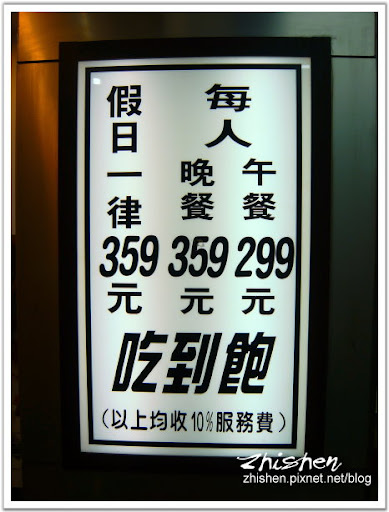 每人
午餐299元
晚餐359元
假日一律359元
吃到飽
（以上均收10%服務費）
Zhishen
zhishen.pixnet.net/blog